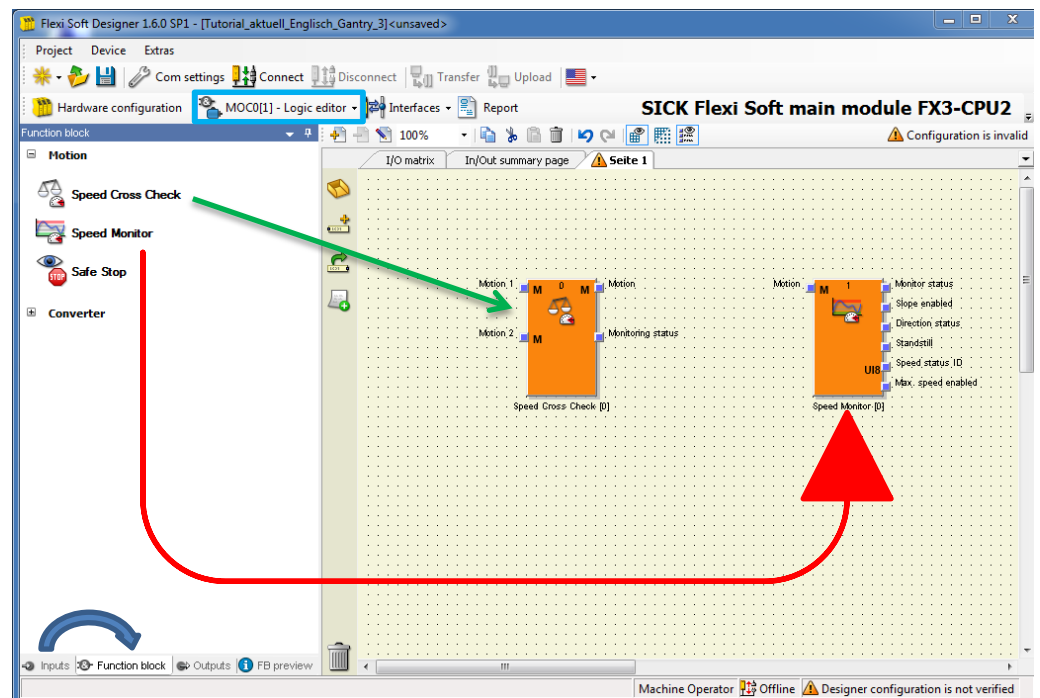 Flexi Soft Designer 1.6.0 SP1 - [Tutorial_aktuell_Englisch_Gantry_3]<unsaved>
Project Device Extras
Com settings Connect Disconnect Transfer Upload
Hardware configuration MOC0[1] - Logic editor Interfaces Report SICK Flexi Soft main module FX3-CPU2
Function block 100% Configuration is invalid
Motion
I/O matrix In/Out summary page Seite 1
Speed Cross Check
Speed Monitor
Safe Stop
STOP
Converter
Motion 1 M 0 M Motion
Motion 2 M Monitoring status
Speed Cross Check [0]
Motion M 1 Monitor status
Slope enabled
Direction status
Standstill
UI8 Speed status ID
Max. speed enabled
Speed Monitor [0]
Inputs Function block Outputs FB preview
Machine Operator Offline Designer configuration is not verified